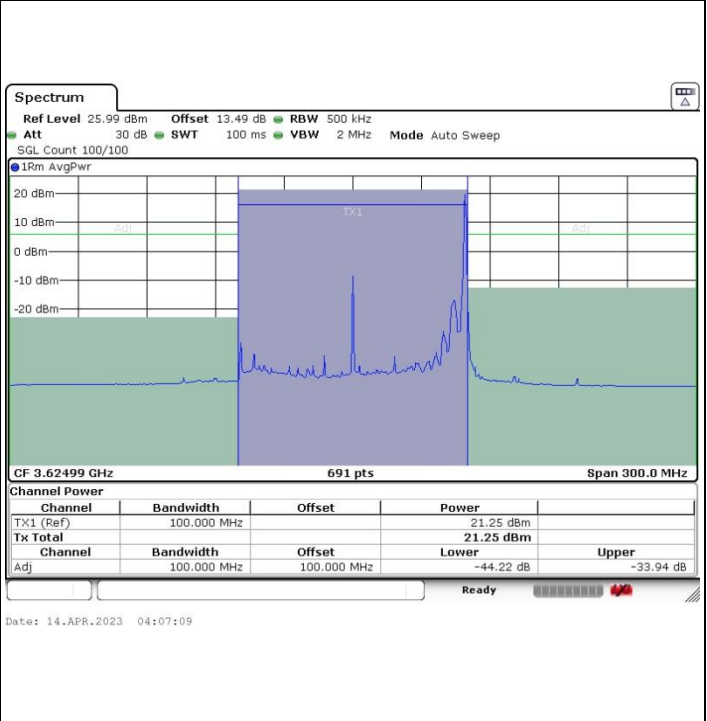 Spectrum
Ref Level 25.99 dBm Offset 13.49 dB RBW 500 kHz
Att 30 dB SWT 100 ms VBW 2 MHz Mode Auto Sweep
SGL Count 100/100
1Rm AvgPwr
20 dBm
TX1
10 dBm
Adj Adj
0 dBm
-10 dBm
-20 dBm
CF 3.62499 GHz 691 pts Span 300.0 MHz
Channel Power
Channel Bandwidth Offset Power
TX1 (Ref) 100.000 MHz 21.25 dBm
Tx Total 21.25 dBm
Channel Bandwidth Offset Lower Upper
Adj 100.000 MHz 100.000 MHz -44.22 dB -33.94 dB
Ready
Date: 14.APR.2023 04:07:09